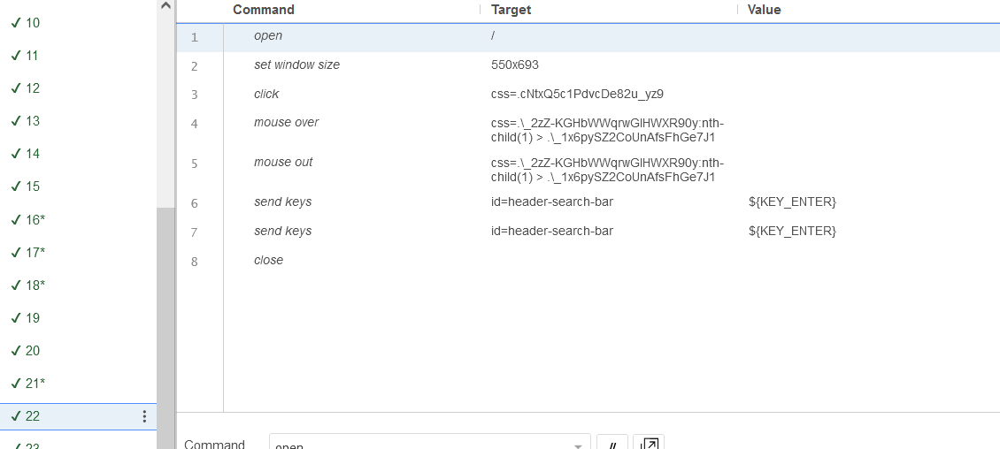 Command Target Value
10
11
12
13
14
15
16*
17*
18*
19
20
21*
22
23
1 open /
2 set window size 550x693
3 click css=.cNtxQ5c1PdvcDe82u_yz9
4 mouse over css=.\_2zZ-KGHbWWqrwGlHWXR90y:nth-
child(1) > .\_1x6pySZ2CoUnAfsFhGe7J1
5 mouse out css=.\_2zZ-KGHbWWqrwGlHWXR90y:nth-
child(1) > .\_1x6pySZ2CoUnAfsFhGe7J1
6 send keys id=header-search-bar ${KEY_ENTER}
7 send keys id=header-search-bar ${KEY_ENTER}
8 close
Command open //